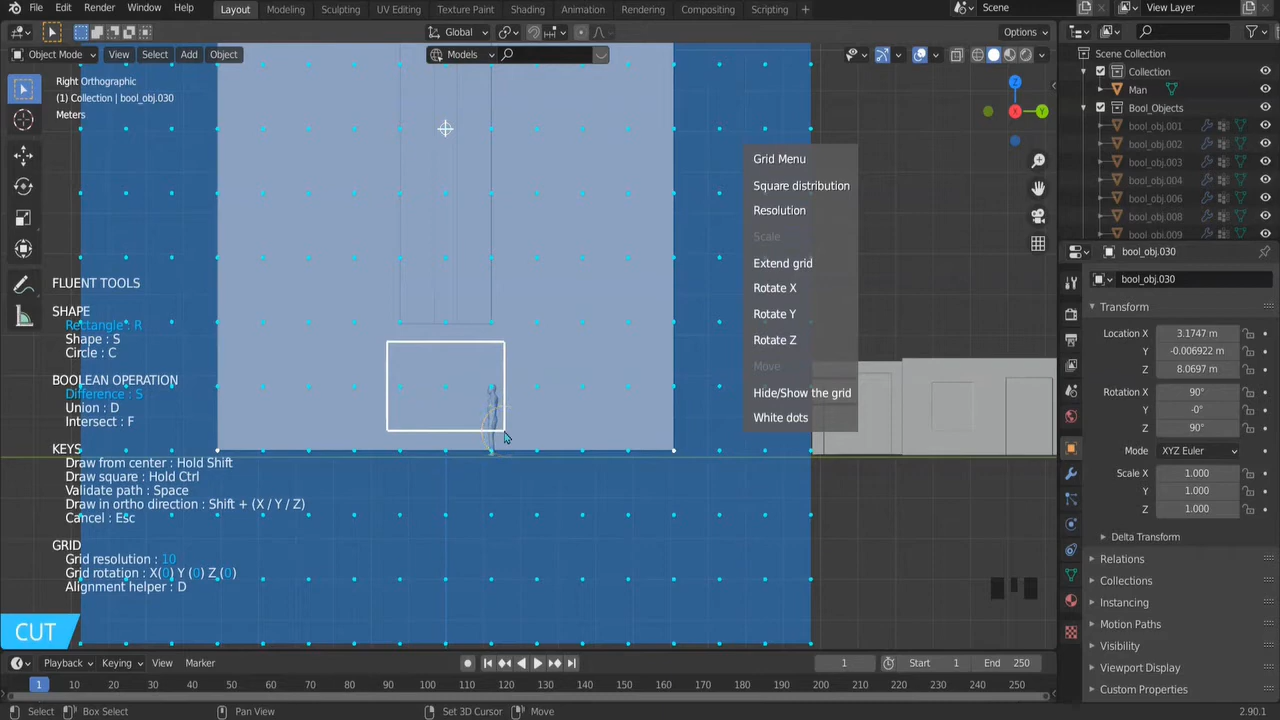 File Edit Render Window Help Layout Modeling Sculpting UV Editing Texture Paint Shading Animation Rendering Compositing Scripting + Scene View Layer
Global Options
Object Mode View Select Add Object Models
Right Orthographic
(1) Collection | bool_obj.030
Meters
FLUENT TOOLS
SHAPE
Rectangle : R
Shape : S
Circle : C
BOOLEAN OPERATION
Difference : S
Union : D
Intersect : F
KEYS
Draw from center : Hold Shift
Draw square : Hold Ctrl
Validate path : Space
Draw in ortho direction : Shift + (X / Y / Z)
Cancel : Esc
GRID
Grid resolution : 10
Grid rotation : X(0) Y (0) Z (0)
Alignment helper : D
CUT
Grid Menu
Square distribution
Resolution
Scale
Extend grid
Rotate X
Rotate Y
Rotate Z
Move
Hide/Show the grid
White dots
Z
Y
X
Scene Collection
Collection
Man
Bool_Objects
bool_obj.001
bool_obj.002
bool_obj.003
bool_obj.004
bool_obj.006
bool_obj.008
bool_obj.009
bool_obj.030
bool_obj.030
Transform
Location X 3.1747 m
Y -0.006922 m
Z 8.0697 m
Rotation X 90°
Y -0°
Z 90°
Mode XYZ Euler
Scale X 1.000
Y 1.000
Z 1.000
Delta Transform
Relations
Collections
Instancing
Motion Paths
Visibility
Viewport Display
Custom Properties
Playback Keying View Marker 1 Start 1 End 250
1 10 20 30 40 50 60 70 80 90 100 110 120 130 140 150 160 170 180 190 200 210 220 230 240 250
Select Box Select Pan View Set 3D Cursor Move 2.90.1